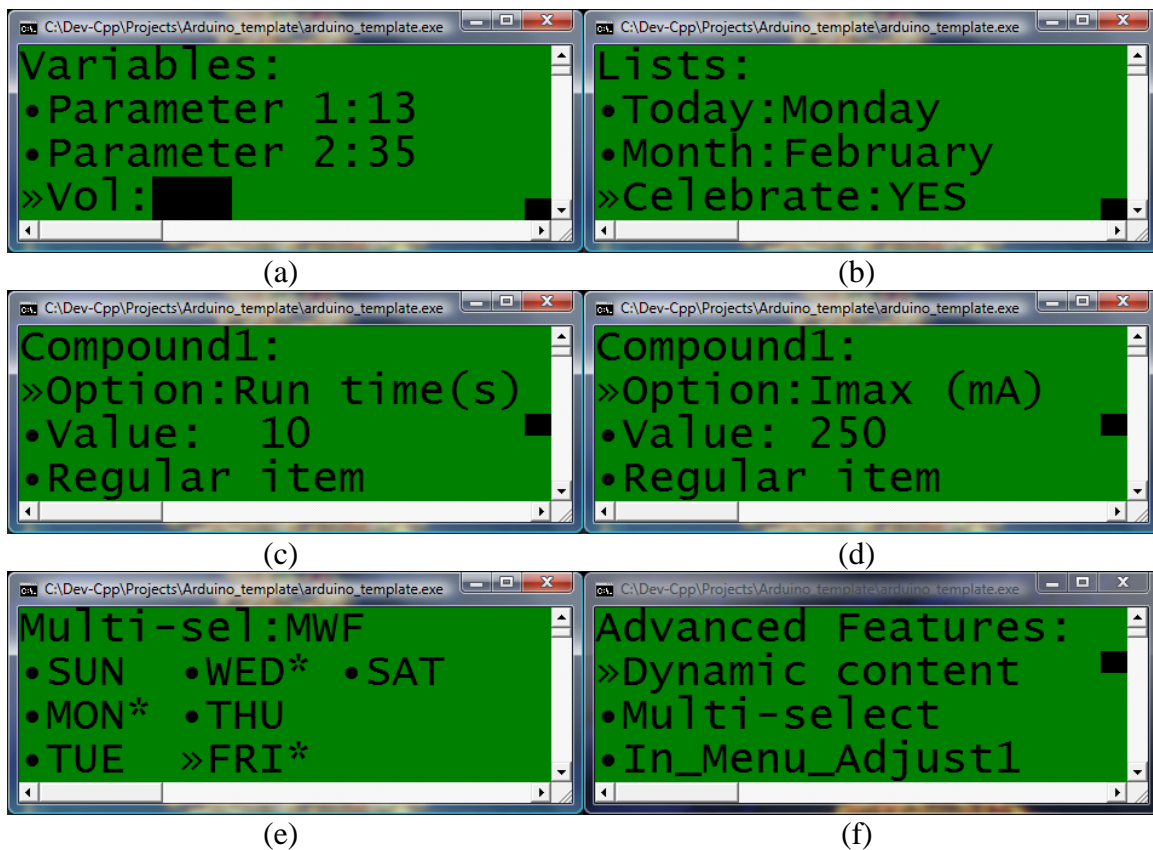 C:\Dev-Cpp\Projects\Arduino_template\arduino_template.exe
Variables:
•Parameter 1:13
•Parameter 2:35
»Vol:
(a)
C:\Dev-Cpp\Projects\Arduino_template\arduino_template.exe
Lists:
•Today:Monday
•Month:February
»Celebrate:YES
(b)
C:\Dev-Cpp\Projects\Arduino_template\arduino_template.exe
Compound1:
»Option:Run time(s)
•Value:  10
•Regular item
(c)
C:\Dev-Cpp\Projects\Arduino_template\arduino_template.exe
Compound1:
»Option:Imax (mA)
•Value: 250
•Regular item
(d)
C:\Dev-Cpp\Projects\Arduino_template\arduino_template.exe
Multi-sel:MWF
•SUN  •WED* •SAT
•MON* •THU
•TUE  »FRI*
(e)
C:\Dev-Cpp\Projects\Arduino_template\arduino_template.exe
Advanced Features:
»Dynamic content
•Multi-select
•In_Menu_Adjust1
(f)